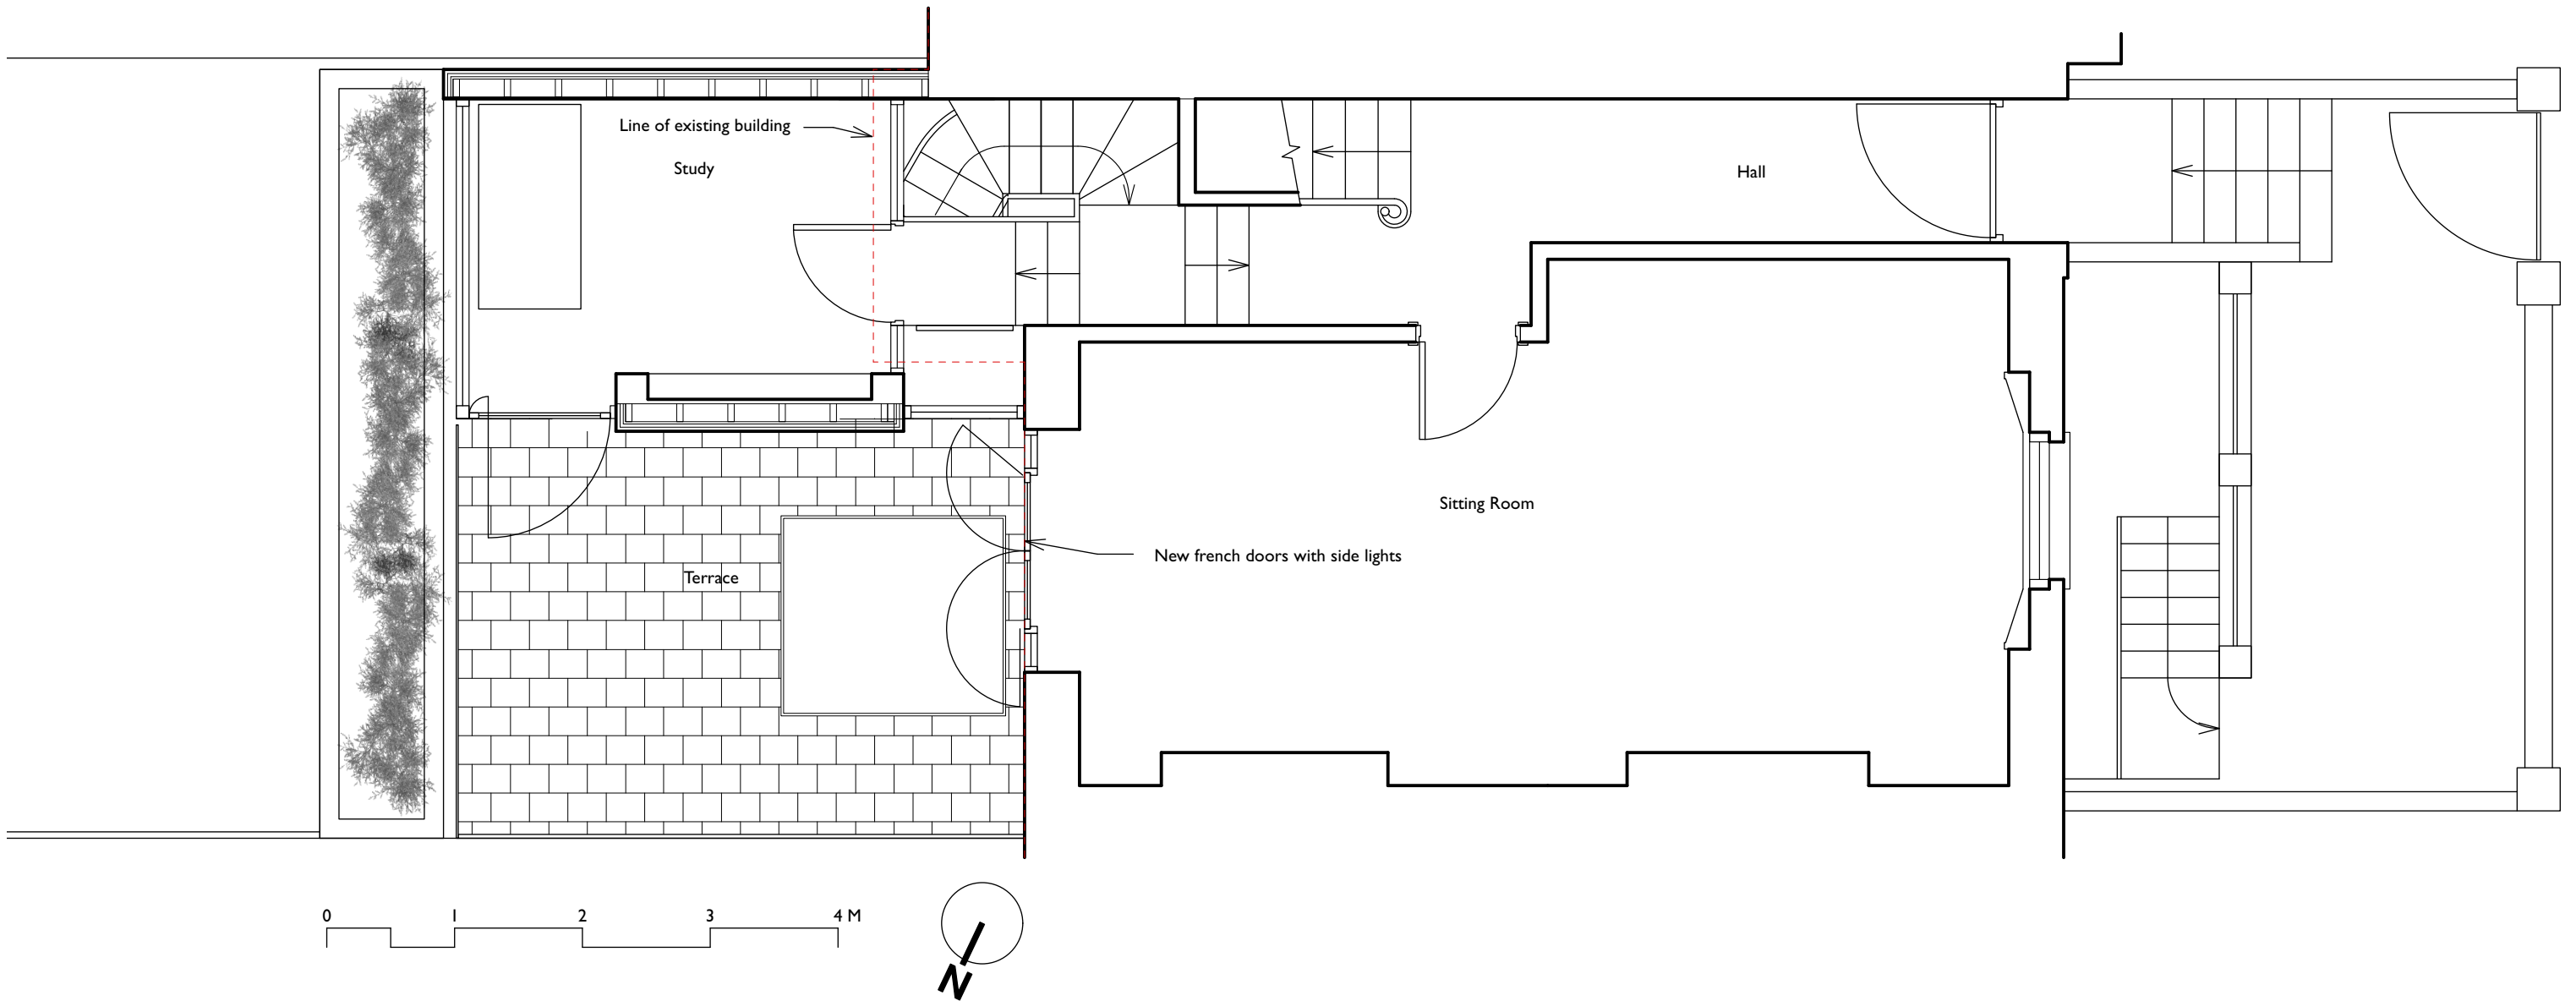 Line of existing building
Study
Hall
Sitting Room
New french doors with side lights
Terrace
0 1 2 3 4 M
N